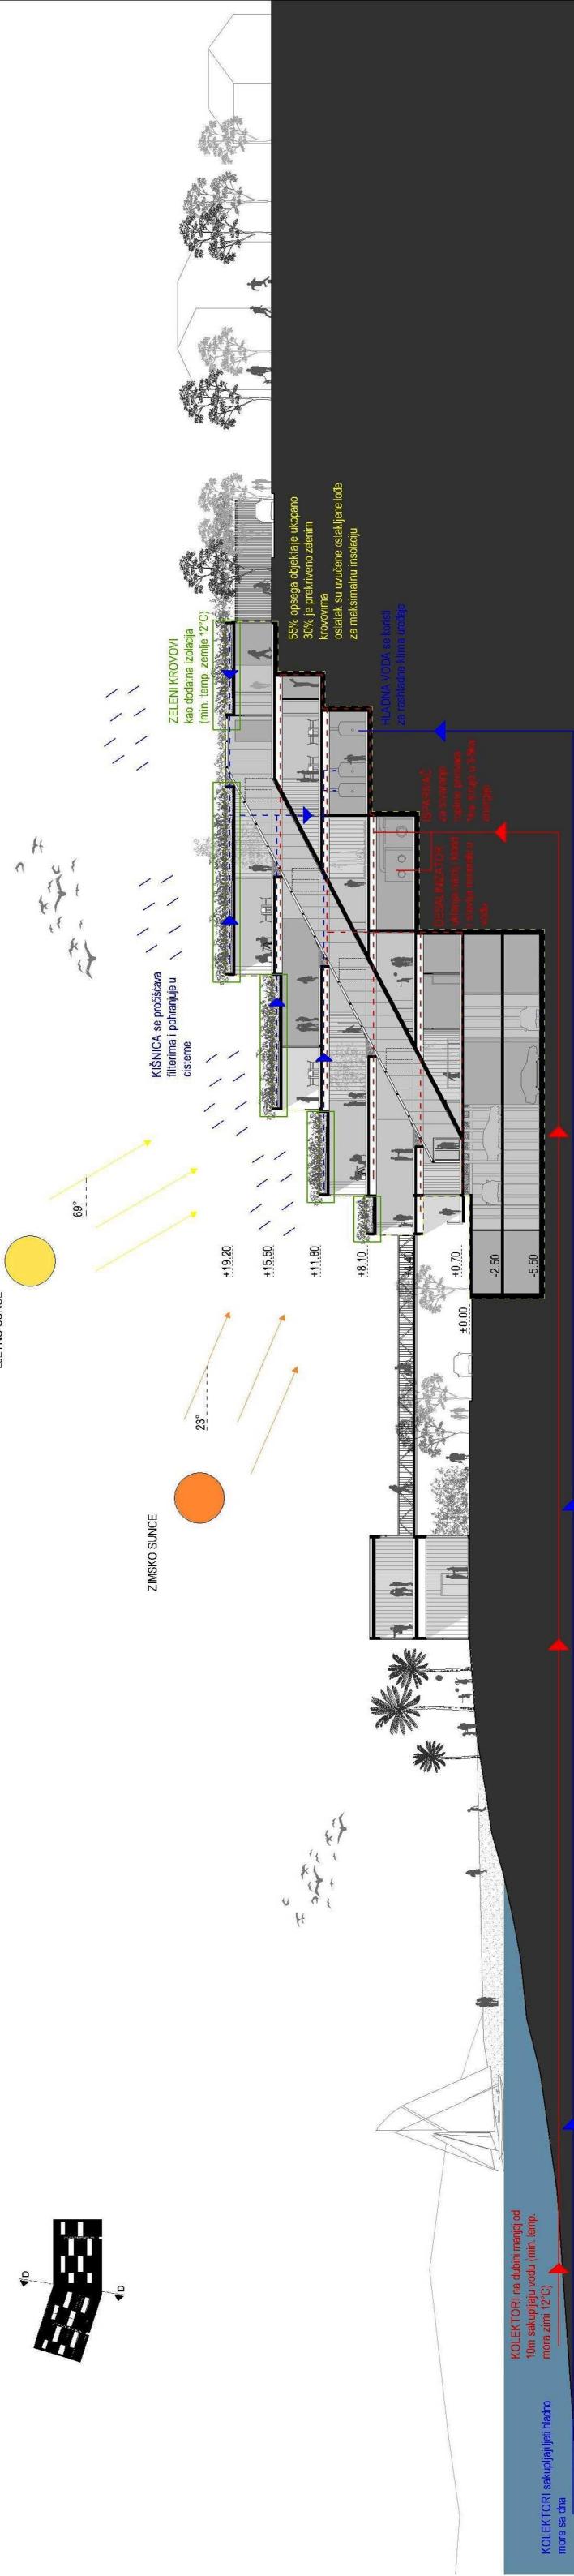 ZIMSKO SUNCE
23°
69°
KIŠNICA se pročišćava
filterima i pohranjuje u
cisterne
ZELENI KROVOVI
kao dodatna izolacija
(min. temp. zemlje 12°C)
55% opsega objekta je ukopano
30% je prekriveno zelenim
krovovima
ostatak su uvučene ostakljene lođe
za maksimalnu insolaciju
HLADNA VODA se koristi
za rashladne klima uređaje
ISPARIVAČ
DESALINIZATOR
vodu
+19.20
+15.50
+11.80
+8.10
+0.70
±0.00
-2.50
-5.50
D
D
KOLEKTORI na dubini manjoj od
10m sakupljaju vodu (min. temp.
mora zimi 12°C)
KOLEKTORI sakupljaju ljeti hladno
more sa dna